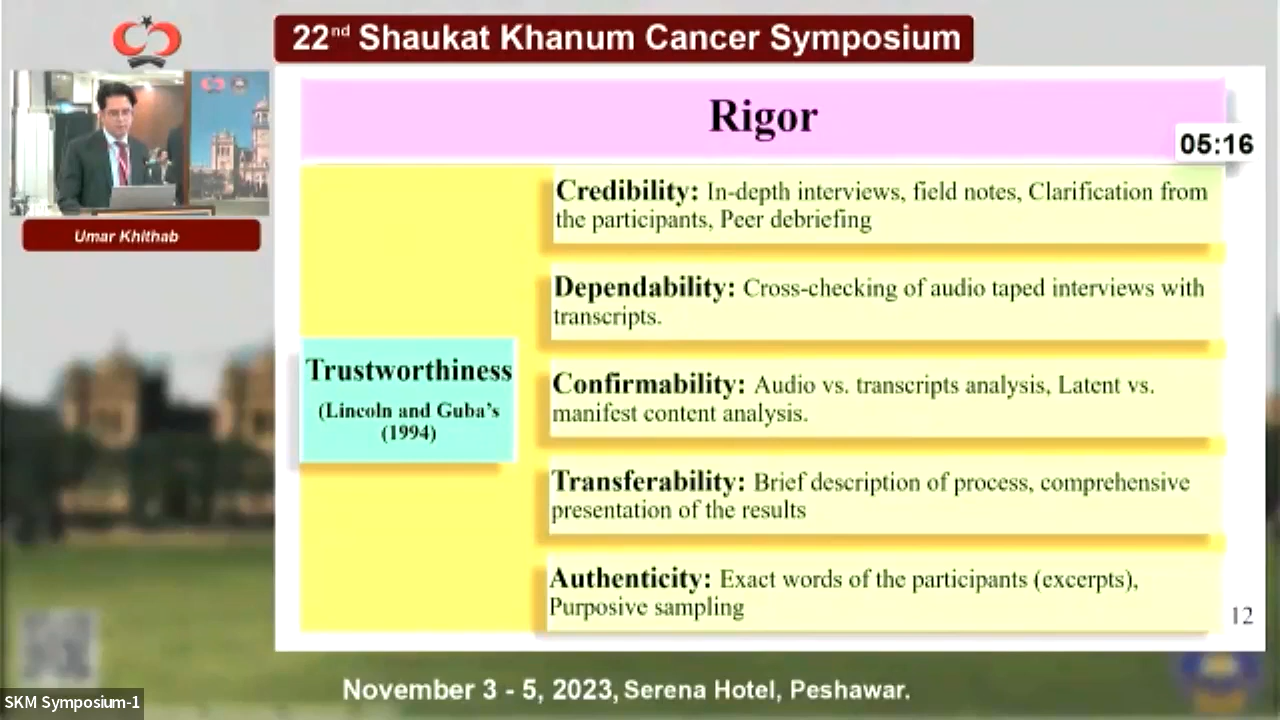 22nd Shaukat Khanum Cancer Symposium
Rigor
05:16
Umar Khithab
Credibility: In-depth interviews, field notes, Clarification from
the participants, Peer debriefing
Dependability: Cross-checking of audio taped interviews with
transcripts.
Trustworthiness
(Lincoln and Guba's
(1994)
Confirmability: Audio vs. transcripts analysis, Latent vs.
manifest content analysis.
Transferability: Brief description of process, comprehensive
presentation of the results
Authenticity: Exact words of the participants (excerpts),
Purposive sampling
12
November 3 - 5, 2023, Serena Hotel, Peshawar.
SKM Symposium-1